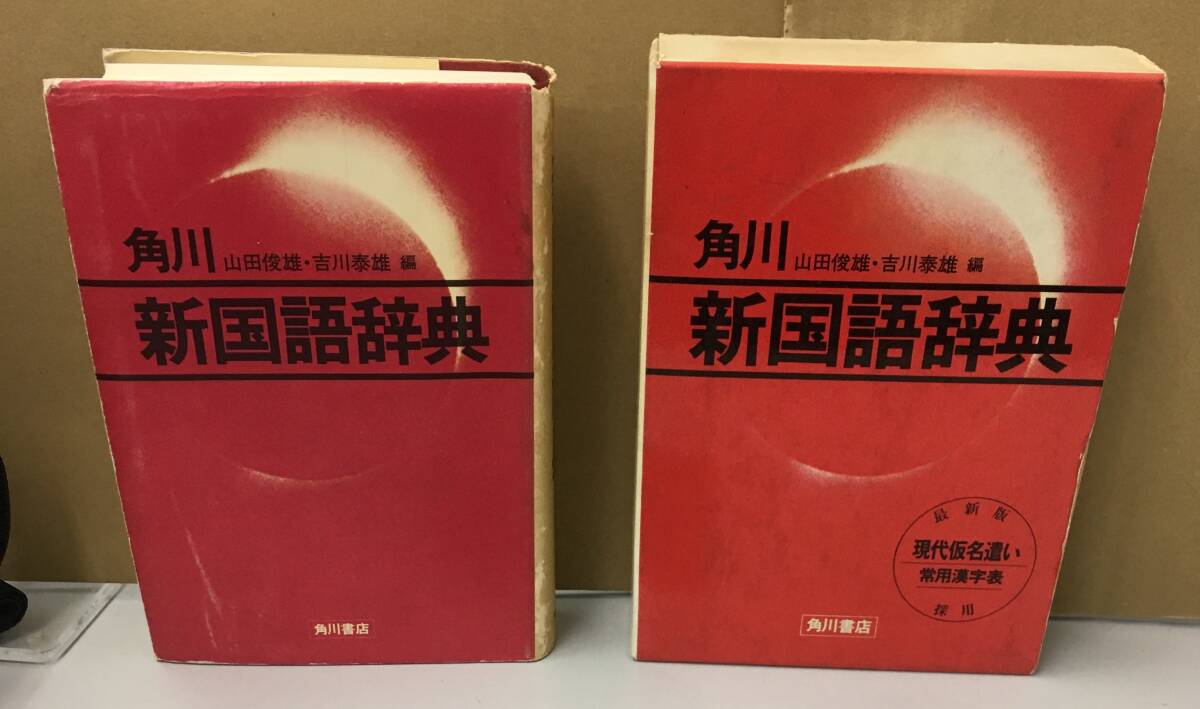 角川 山田俊雄・吉川泰雄 編
新国語辞典
角川書店
角川 山田俊雄・吉川泰雄 編
新国語辞典
最新版
現代仮名遣い
常用漢字表
採用
角川書店